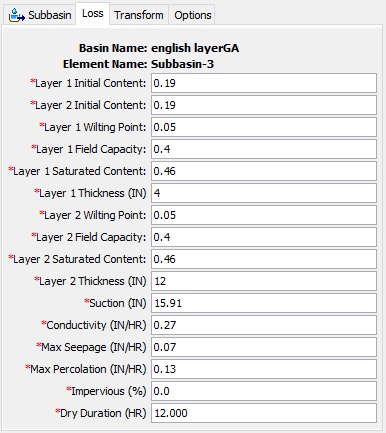 Subbasin Loss Transform Options
Basin Name: english layerGA
Element Name: Subbasin-3
*Layer 1 Initial Content: 0.19
*Layer 2 Initial Content: 0.19
*Layer 1 Wilting Point: 0.05
*Layer 1 Field Capacity: 0.4
*Layer 1 Saturated Content: 0.46
*Layer 1 Thickness (IN) 4
*Layer 2 Wilting Point: 0.05
*Layer 2 Field Capacity: 0.4
*Layer 2 Saturated Content: 0.46
*Layer 2 Thickness (IN) 12
*Suction (IN) 15.91
*Conductivity (IN/HR) 0.27
*Max Seepage (IN/HR) 0.07
*Max Percolation (IN/HR) 0.13
*Impervious (%) 0.0
*Dry Duration (HR) 12.000